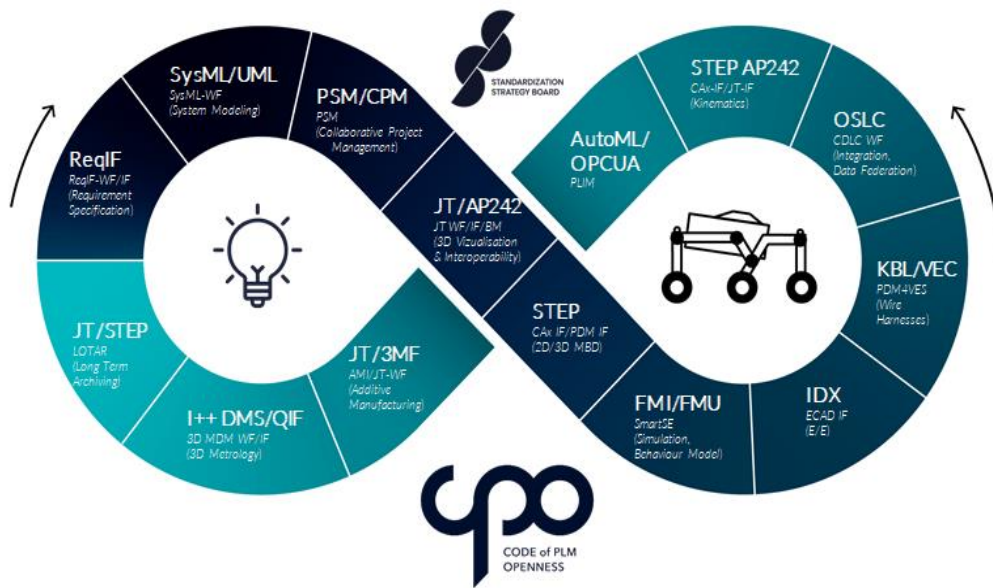 STANDARDIZATION
STRATEGY BOARD
SysML/UML
SysML-WF
(System Modeling)
PSM/CPM
PSM
(Collaborative Project
Management)
ReqIF
ReqIF-WF/IF
(Requirement
Specification)
JT/AP242
JT WF/IF/BM
(3D Vizualisation
& Interoperability)
STEP
CAx IF/PDM IF
(2D/3D MBD)
FMI/FMU
SmartSE
(Simulation,
Behaviour Model)
IDX
ECAD IF
(E/E)
KBL/VEC
PDM4VES
(Wire
Harnesses)
OSLC
CDLC WF
(Integration,
Data Federation)
STEP AP242
CAx-IF/JT-IF
(Kinematics)
AutoML/
OPCUA
PLIM
JT/3MF
AMI/JT-WF
(Additive
Manufacturing)
I++ DMS/QIF
3D MDM WF/IF
(3D Metrology)
JT/STEP
LOTAR
(Long Term
Archiving)
cpo
CODE of PLM
OPENNESS